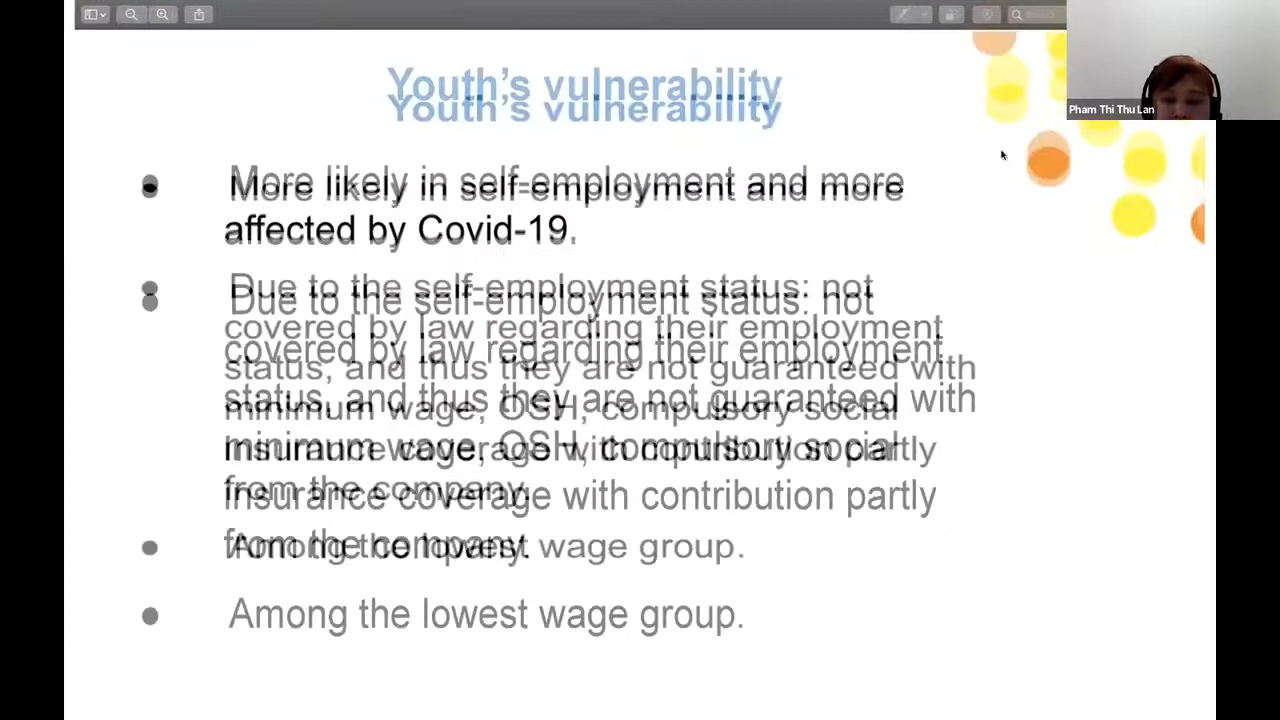 Youth's vulnerability
Pham Thi Thu Lan
More likely in self-employment and more
affected by Covid-19.
Due to the self-employment status: not
covered by law regarding their employment
status, and thus they are not guaranteed with
minimum wage, OSH, compulsory social
insurance coverage with contribution partly
from the company.
Among the lowest wage group.